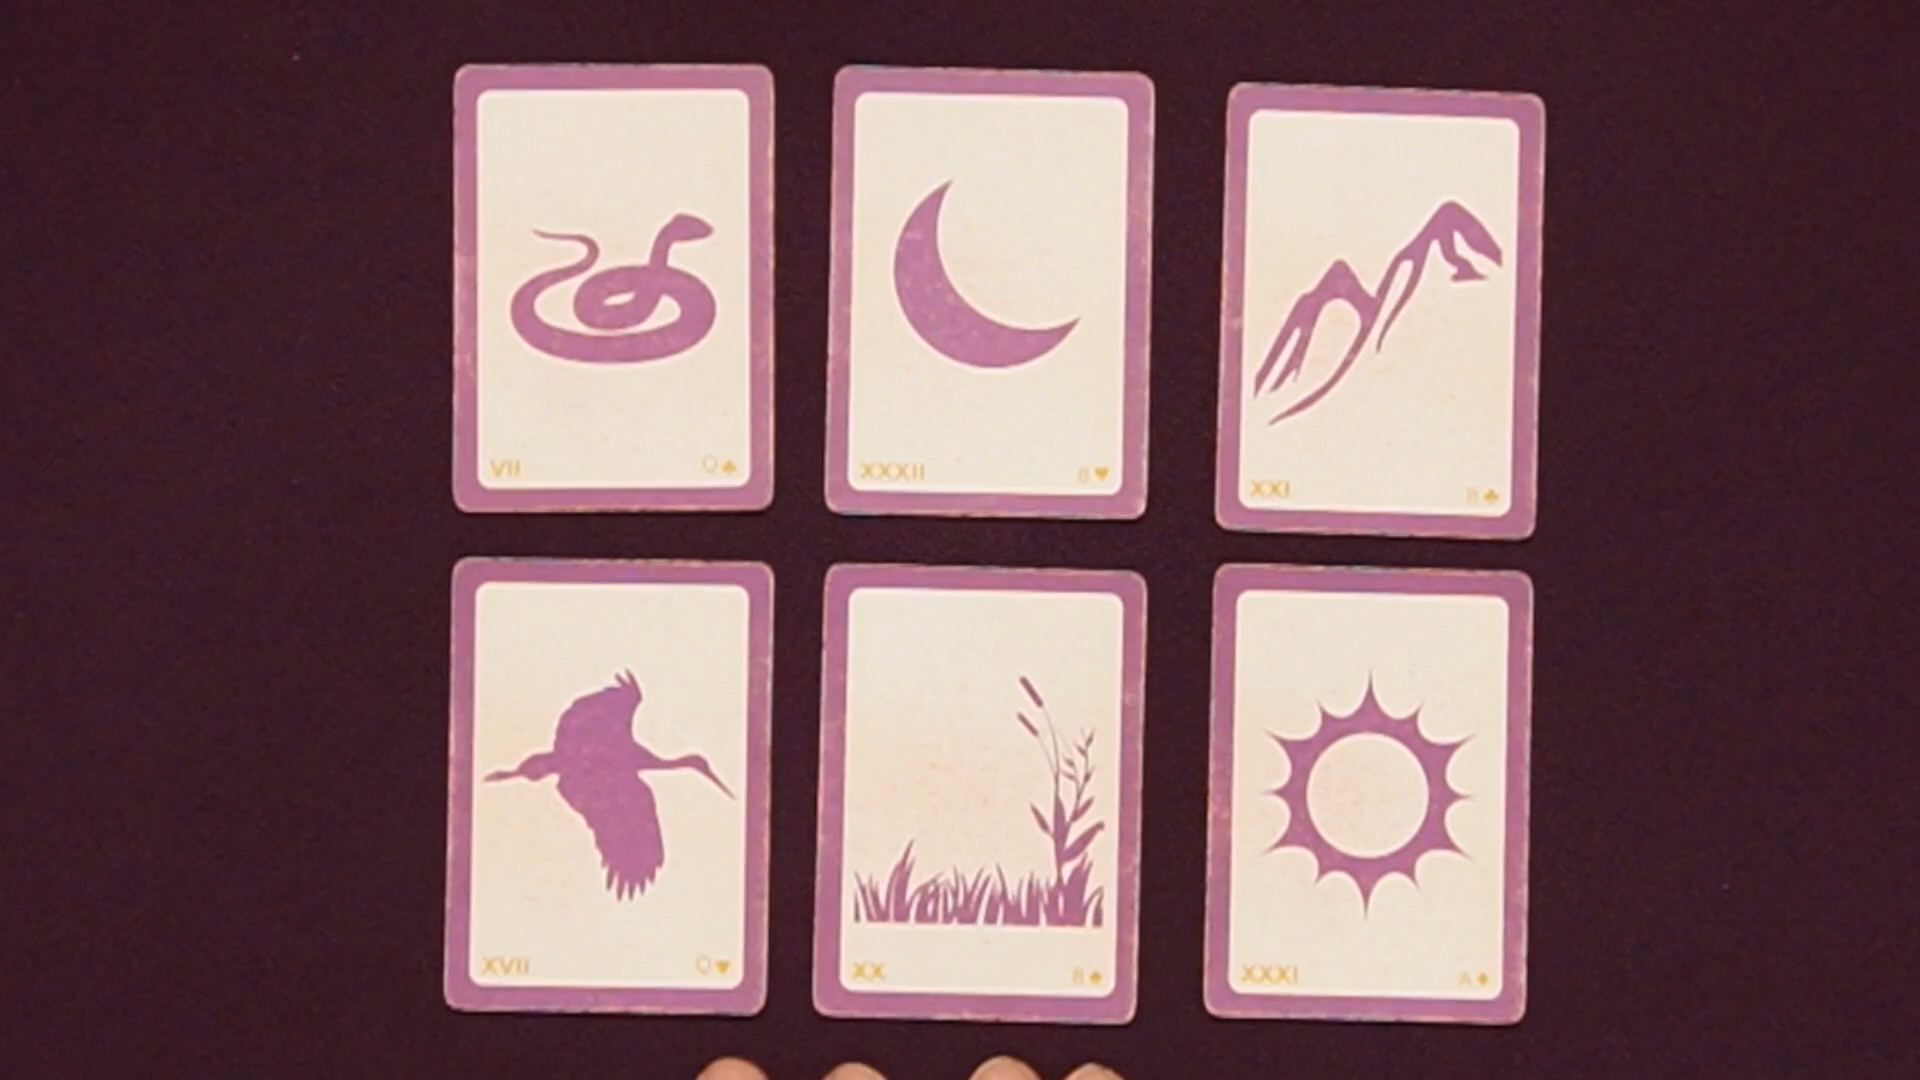 VII Q♣
XXXII 8♥
XXI 8♣
XVII Q♥
XX 8♠
XXXI A♦